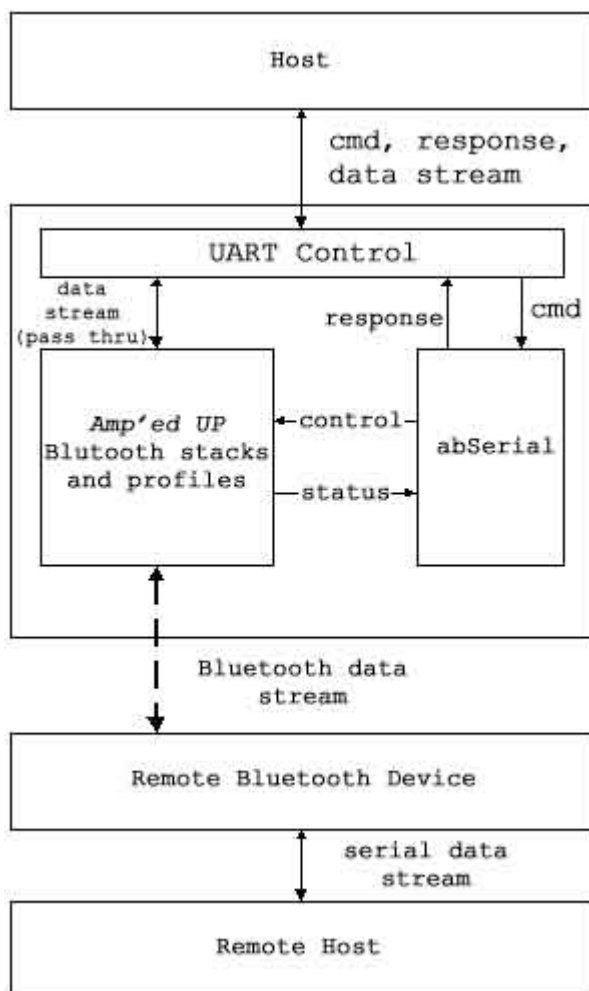 Host
cmd, response,
data stream
UART Control
data
stream
(pass thru)
response
cmd
Amp'ed UP
Blutooth stacks
and profiles
control
status
abSerial
Bluetooth data
stream
Remote Bluetooth Device
serial data
stream
Remote Host